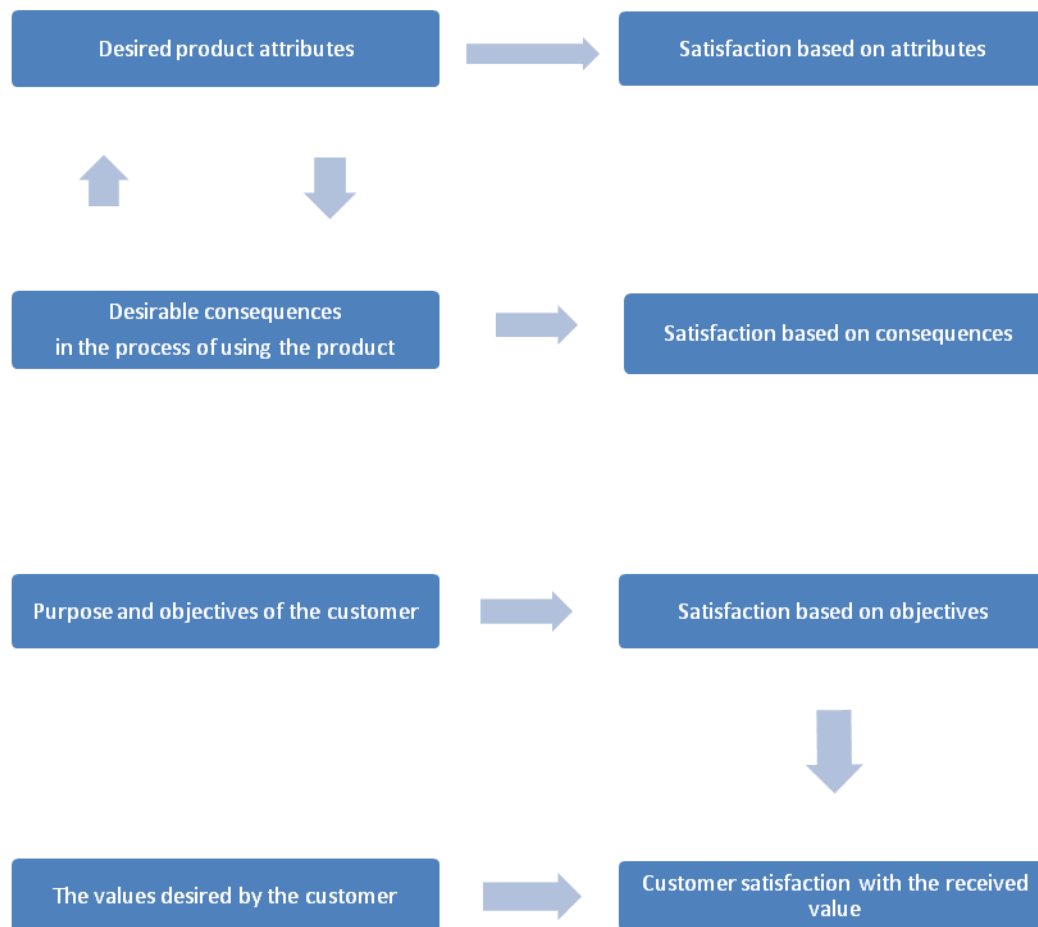 Desired product attributes
Satisfaction based on attributes
Desirable consequences
in the process of using the product
Satisfaction based on consequences
Purpose and objectives of the customer
Satisfaction based on objectives
The values desired by the customer
Customer satisfaction with the received
value